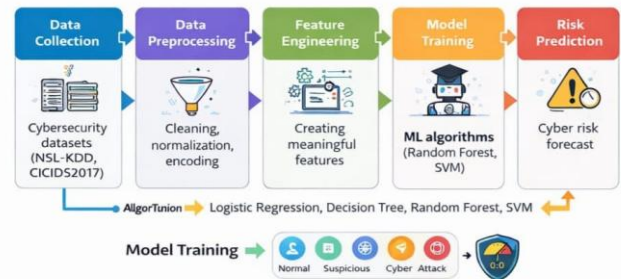 Data Collection
Data Preprocessing
Feature Engineering
Model Training
Risk Prediction
Cybersecurity datasets (NSL-KDD, CICIDS2017)
Cleaning, normalization, encoding
Creating meaningful features
ML algorithms (Random Forest, SVM)
Cyber risk forecast
AllgorTunion
Logistic Regression, Decision Tree, Random Forest, SVM
Model Training
Normal
Suspicious
Cyber Attack
0:0